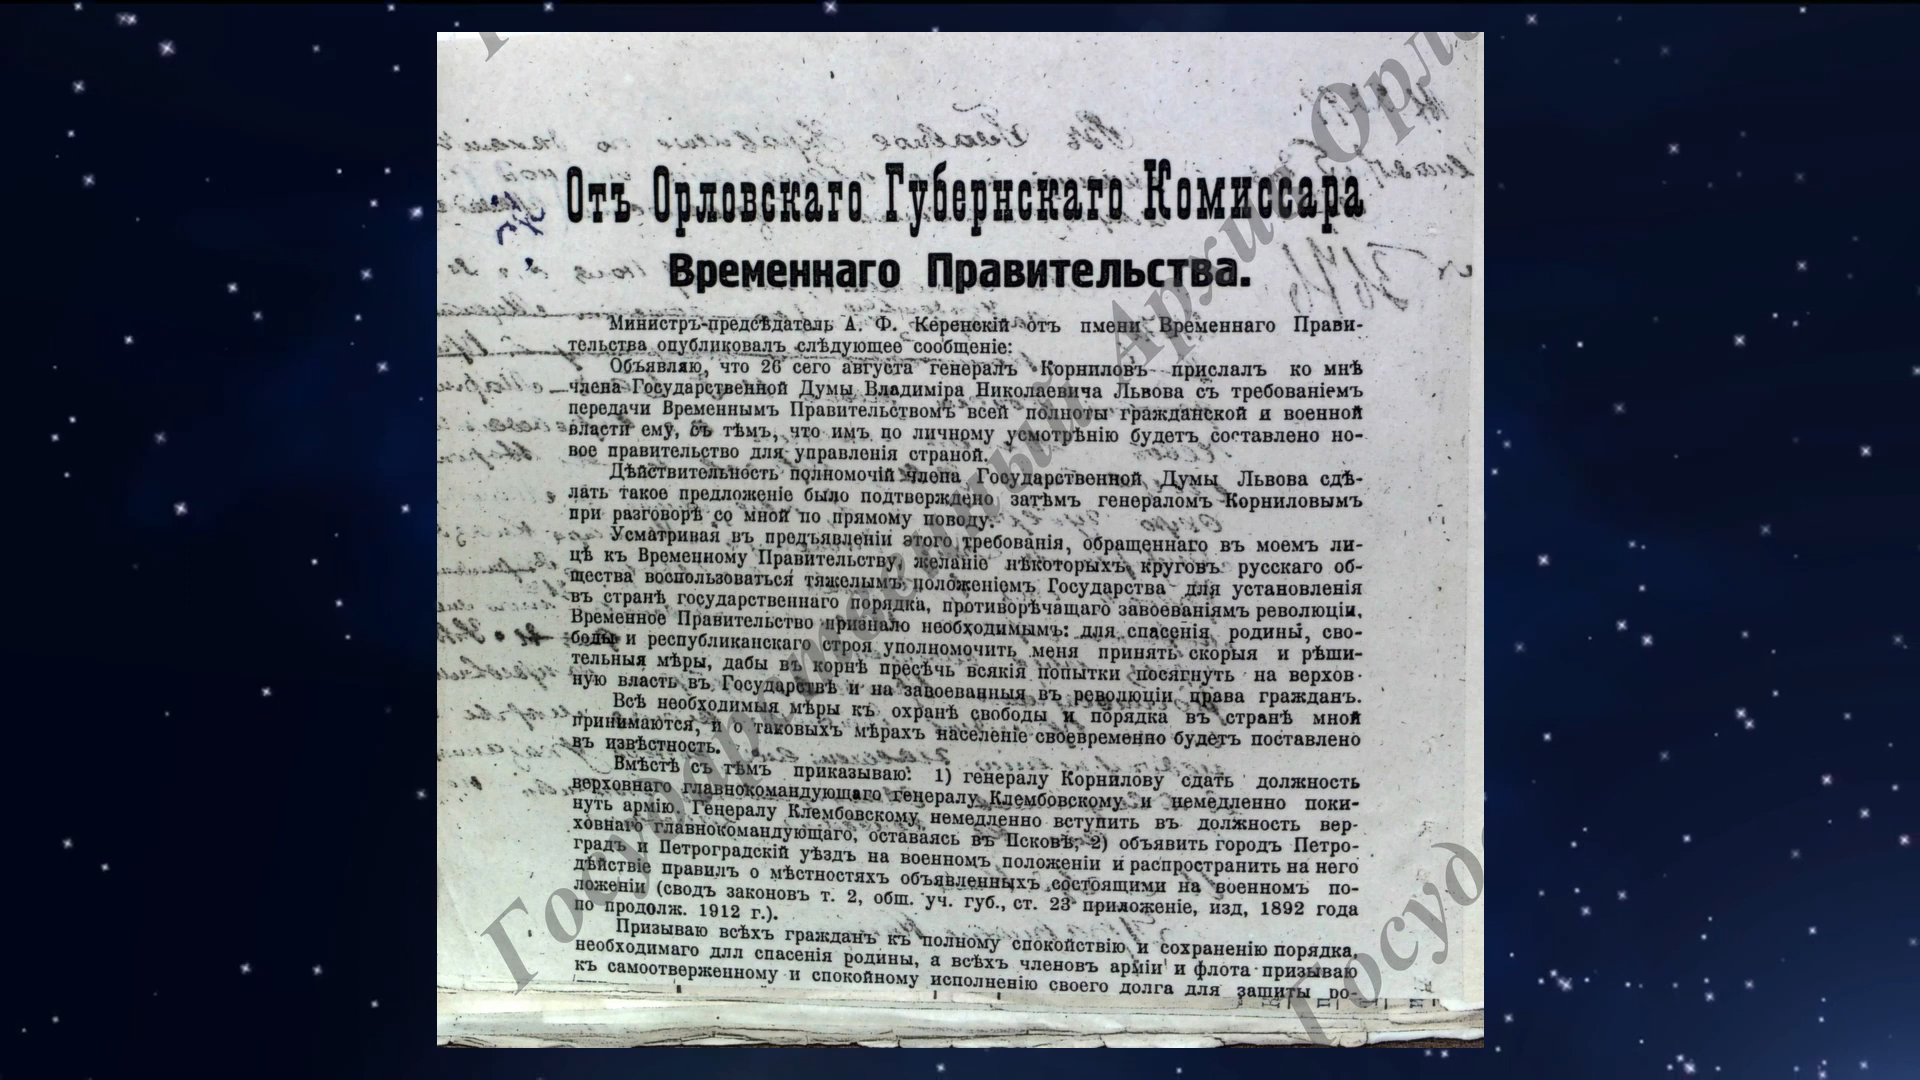 Отъ Орловскаго Губернскаго Комиссара
Временнаго Правительства.
Министръ-предсѣдатель А. Ф. Керенскій отъ имени Временнаго Прави-
тельства опубликовалъ слѣдующее сообщеніе:
Объявляю, что 26 сего августа генералъ Корниловъ прислалъ ко мнѣ
члена Государственной Думы Владиміра Николаевича Львова съ требованіемъ
передачи Временнымъ Правительствомъ всей полноты гражданской и военной
власти ему, съ тѣмъ, что имъ по личному усмотрѣнію будетъ составлено но-
вое правительство для управленія страной.
Дѣйствительность полномочій члена Государственной Думы Львова сдѣ-
лать такое предложеніе было подтверждено затѣмъ генераломъ Корниловымъ
при разговорѣ со мной по прямому поводу.
Усматривая въ предъявленіи этого требованія, обращеннаго въ моемъ ли-
цѣ къ Временному Правительству, желаніе нѣкоторыхъ круговъ русскаго об-
щества воспользоваться тяжелымъ положеніемъ Государства для установленія
въ странѣ государственнаго порядка, противорѣчащаго завоеваніямъ революціи,
Временное Правительство признало необходимымъ: для спасенія родины, сво-
боды и республиканскаго строя уполномочить меня принять скорыя и рѣши-
тельныя мѣры, дабы въ корнѣ пресѣчь всякія попытки посягнуть на верхов-
ную власть въ Государствѣ и на завоеванныя въ революціи права гражданъ.
Всѣ необходимыя мѣры къ охранѣ свободы и порядка въ странѣ мной
принимаются, и о таковыхъ мѣрахъ населеніе своевременно будетъ поставлено
въ извѣстность.
Вмѣстѣ съ тѣмъ приказываю: 1) генералу Корнилову сдать должность
верховнаго главнокомандующаго генералу Клембовскому и немедленно поки-
нуть армію. Генералу Клембовскому немедленно вступить въ должность вер-
ховнаго главнокомандующаго, оставаясь въ Псковѣ; 2) объявить городъ Петро-
градъ и Петроградскій уѣздъ на военномъ положеніи и распространить на него
дѣйствіе правилъ о мѣстностяхъ объявленныхъ состоящими на военномъ по-
ложеніи (сводъ законовъ т. 2, общ. уч. губ., ст. 23 приложеніе, изд, 1892 года
по продолж. 1912 г.).
Призываю всѣхъ гражданъ къ полному спокойствію и сохраненію порядка,
необходимаго длл спасенія родины, а всѣхъ членовъ арміи и флота призываю
къ самоотверженному и спокойному исполненію своего долга для защиты ро-
Государственный Архив Орло
Госуд